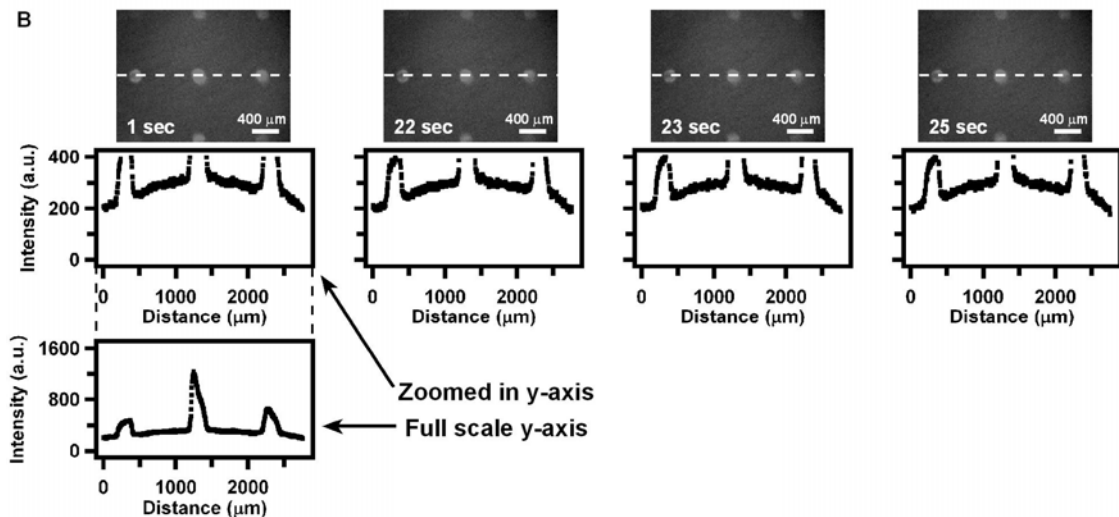 B
1 sec
400 μm
22 sec
400 μm
23 sec
400 μm
25 sec
400 μm
Intensity (a.u.)
400
200
0
0 1000 2000
Distance (μm)
0 1000 2000
Distance (μm)
0 1000 2000
Distance (μm)
0 1000 2000
Distance (μm)
Intensity (a.u.)
1600
800
0
0 1000 2000
Distance (μm)
Zoomed in y-axis
Full scale y-axis